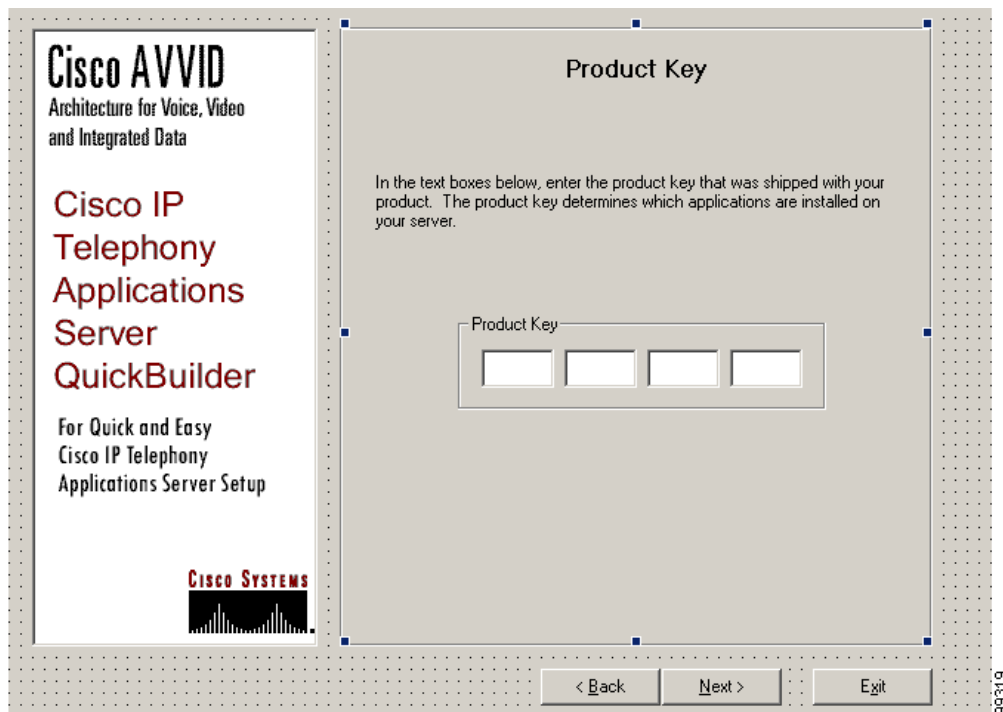 Cisco AVVID
Architecture for Voice, Video
and Integrated Data
Cisco IP
Telephony
Applications
Server
QuickBuilder
For Quick and Easy
Cisco IP Telephony
Applications Server Setup
CISCO SYSTEMS
Product Key
In the text boxes below, enter the product key that was shipped with your
product. The product key determines which applications are installed on
your server.
Product Key
< Back
Next >
Exit
99319